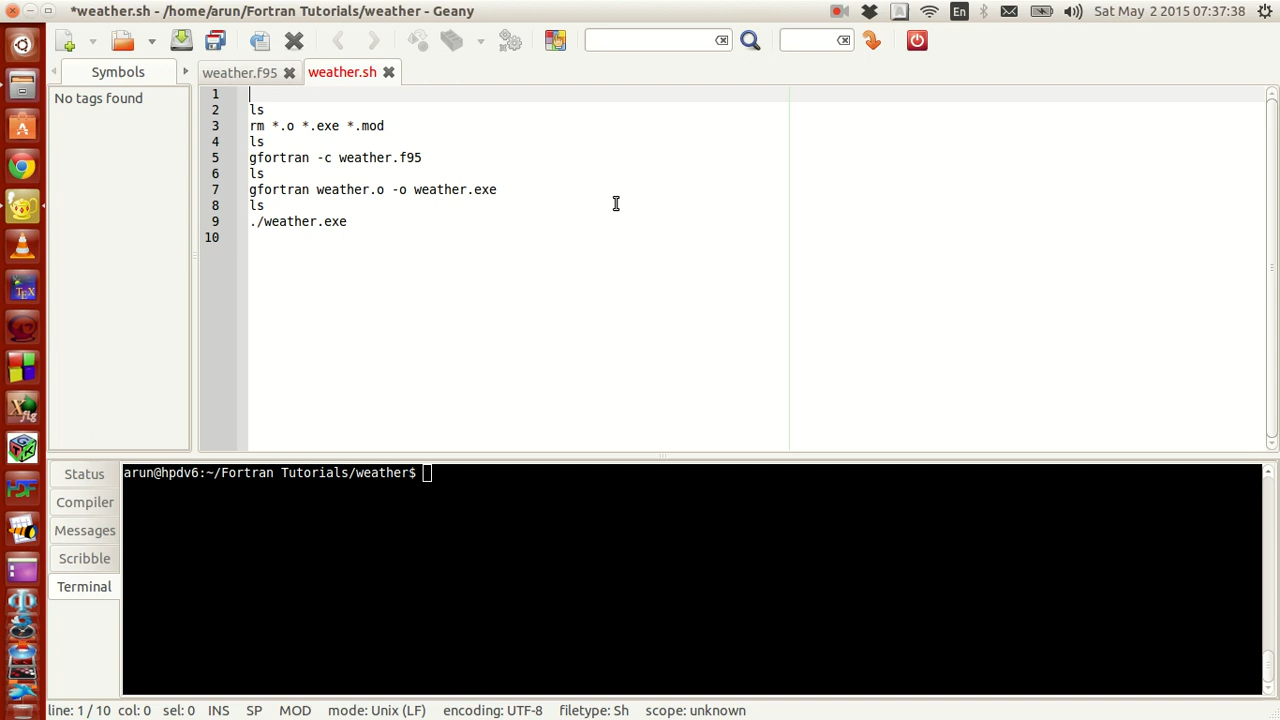 *weather.sh - /home/arun/Fortran Tutorials/weather - Geany
En
Sat May 2 2015 07:37:38
Symbols
weather.f95
weather.sh
No tags found
1
2 ls
3 rm *.o *.exe *.mod
4 ls
5 gfortran -c weather.f95
6 ls
7 gfortran weather.o -o weather.exe
8 ls
9 ./weather.exe
10
Status
Compiler
Messages
Scribble
Terminal
arun@hpdv6:~/Fortran Tutorials/weather$
line: 1 / 10 col: 0 sel: 0 INS SP MOD mode: Unix (LF) encoding: UTF-8 filetype: Sh scope: unknown